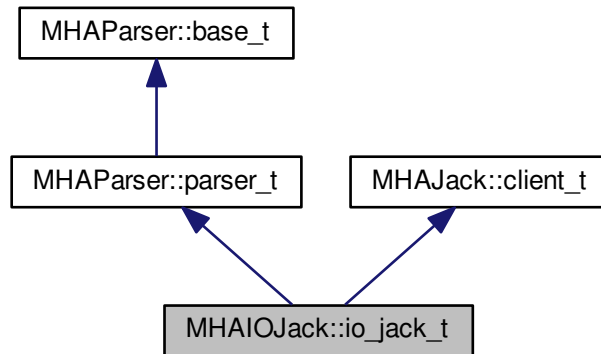 MHAParser::base_t
MHAParser::parser_t
MHAJack::client_t
MHAIOJack::io_jack_t